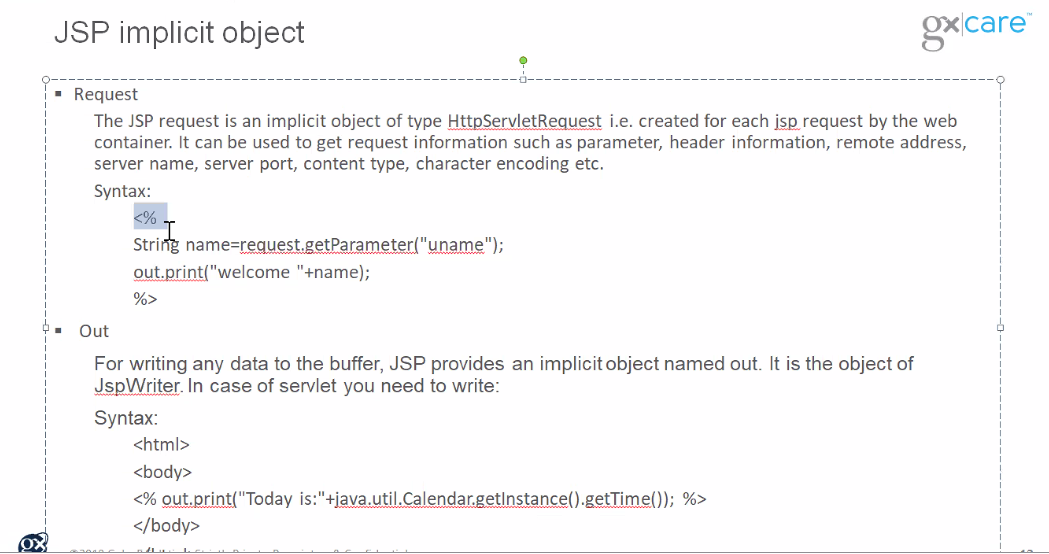 JSP implicit object
gx|care™
▪ Request
The JSP request is an implicit object of type HttpServletRequest i.e. created for each jsp request by the web
container. It can be used to get request information such as parameter, header information, remote address,
server name, server port, content type, character encoding etc.
Syntax:
<%
String name=request.getParameter("uname");
out.print("welcome "+name);
%>
▪ Out
For writing any data to the buffer, JSP provides an implicit object named out. It is the object of
JspWriter. In case of servlet you need to write:
Syntax:
<html>
<body>
<% out.print("Today is:"+java.util.Calendar.getInstance().getTime()); %>
</body>
gx